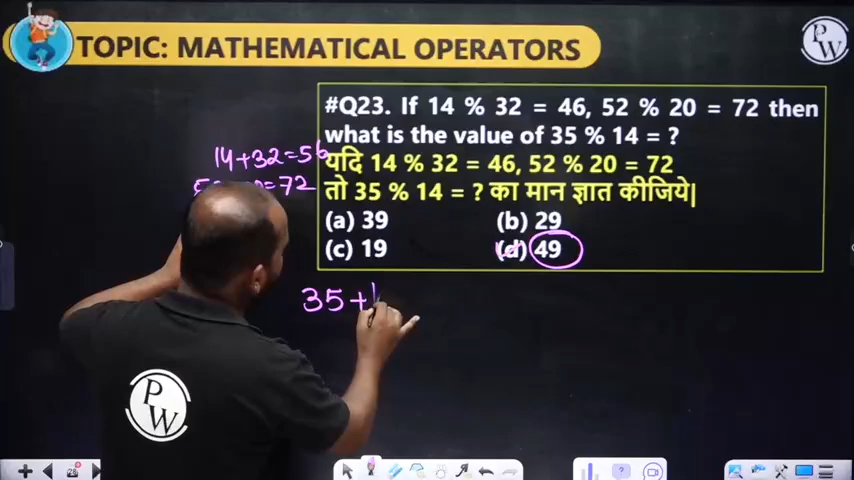 TOPIC: MATHEMATICAL OPERATORS
PW
#Q23. If 14 % 32 = 46, 52 % 20 = 72 then
what is the value of 35 % 14 = ?
यदि 14 % 32 = 46, 52 % 20 = 72
तो 35 % 14 = ? का मान ज्ञात कीजिये|
(a) 39
(b) 29
(c) 19
(d) 49
14+32=56
=72
35+1
PW